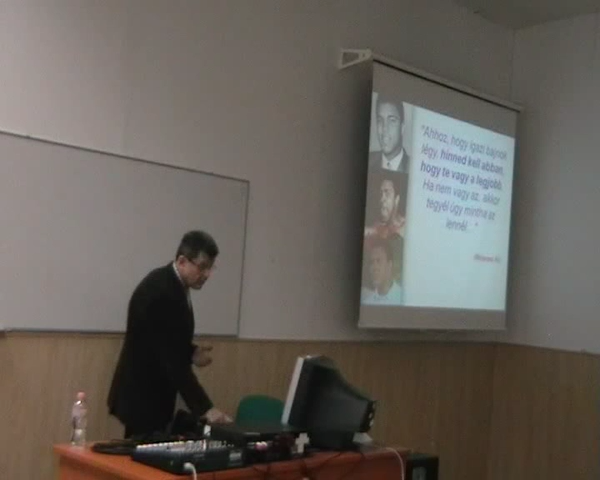 "Ahhoz, hogy igazi bajnok
légy, hinned kell abban,
hogy te vagy a legjobb.
Ha nem vagy az, akkor
tegyél úgy mintha az
lennél..."